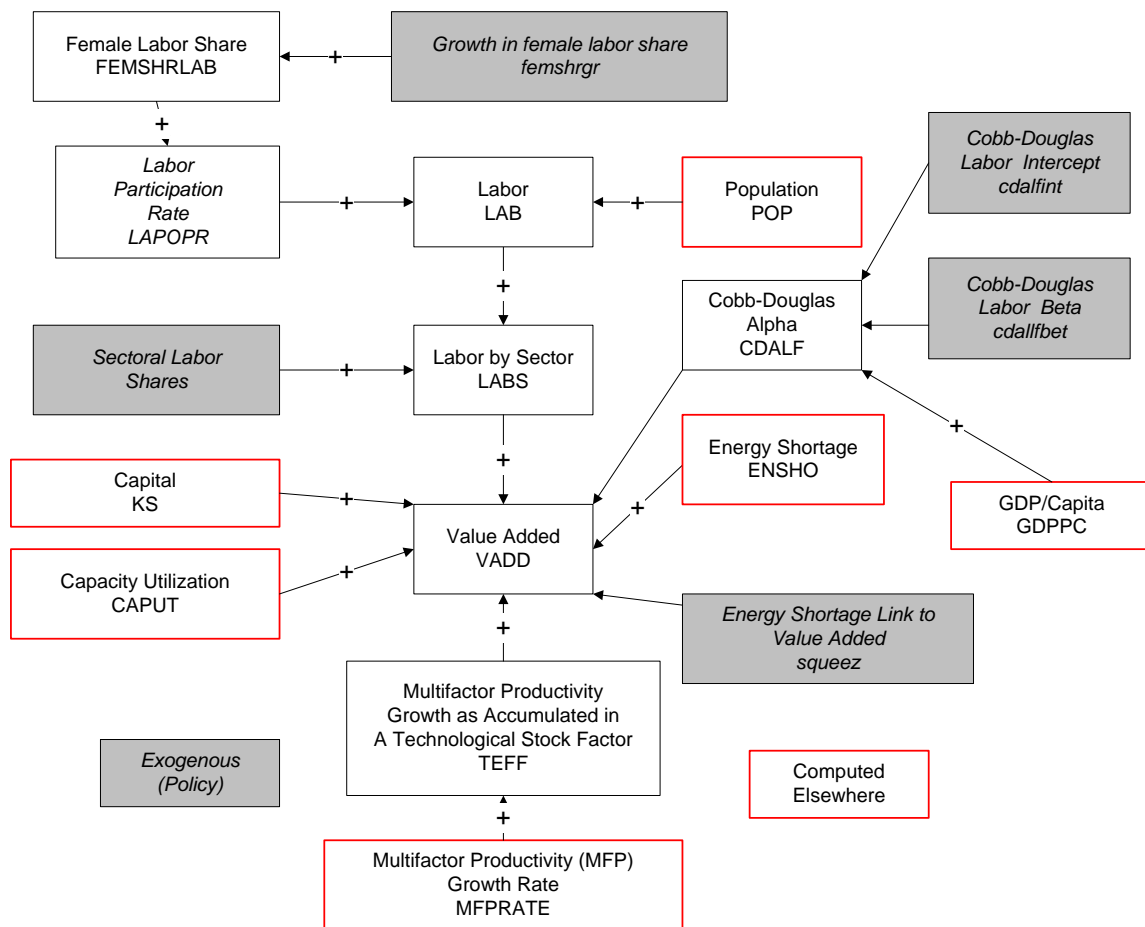 Female Labor Share
FEMSHRLAB
+
Growth in female labor share
femshrgr
+
Labor
Participation
Rate
LAPOPR
+
Labor
LAB
+
Population
POP
Cobb-Douglas
Labor Intercept
cdalfint
+
Cobb-Douglas
Alpha
CDALF
Cobb-Douglas
Labor Beta
cdallfbet
Sectoral Labor
Shares
+
Labor by Sector
LABS
+
Energy Shortage
ENSHO
+
+
GDP/Capita
GDPPC
Capital
KS
+
Value Added
VADD
Capacity Utilization
CAPUT
+
Energy Shortage Link to
Value Added
squeez
+
Multifactor Productivity
Growth as Accumulated in
A Technological Stock Factor
TEFF
Exogenous
(Policy)
Computed
Elsewhere
+
Multifactor Productivity (MFP)
Growth Rate
MFPRATE